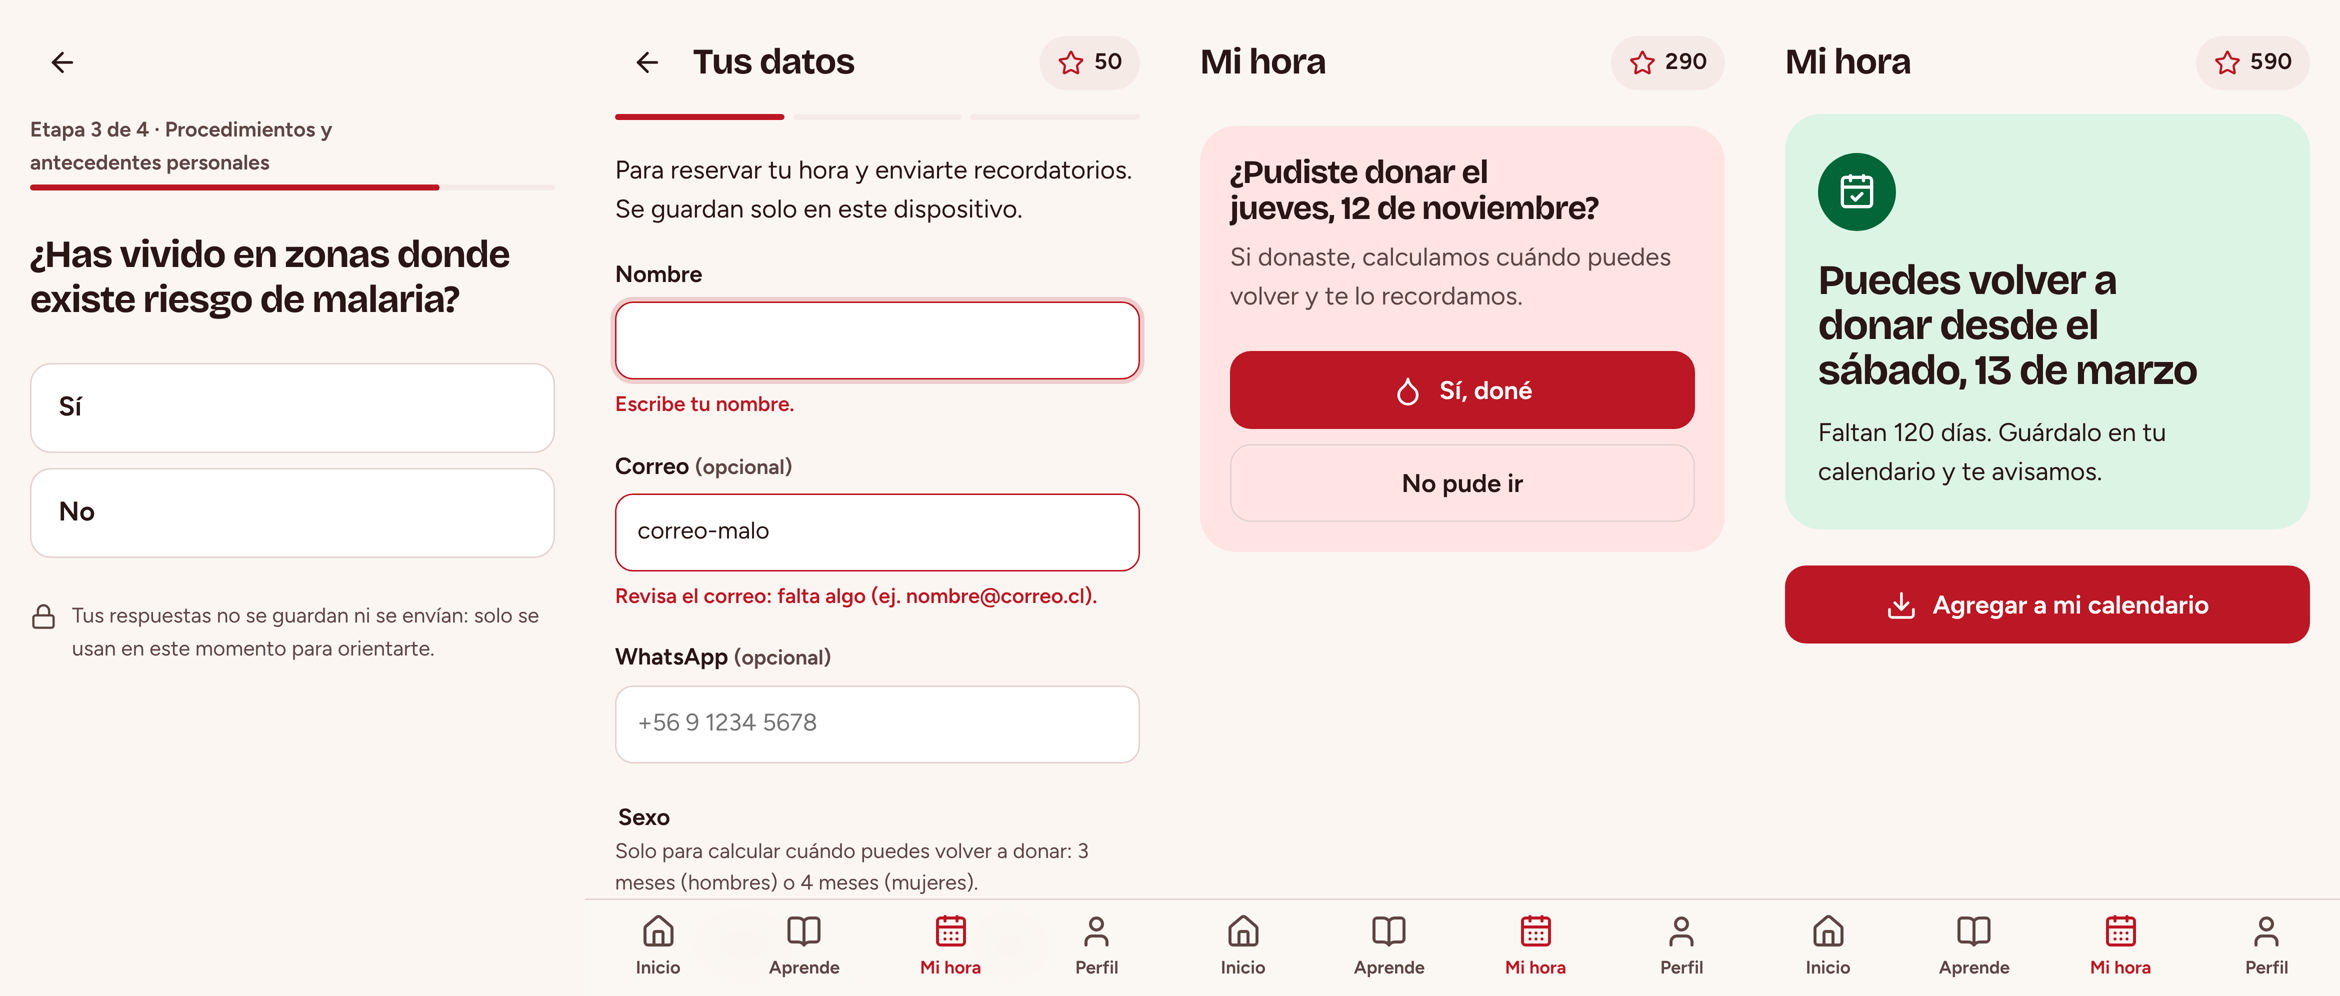 Etapa 3 de 4 · Procedimientos y
antecedentes personales
¿Has vivido en zonas donde
existe riesgo de malaria?
Sí
No
Tus respuestas no se guardan ni se envían: solo se
usan en este momento para orientarte.
Tus datos
50
Para reservar tu hora y enviarte recordatorios.
Se guardan solo en este dispositivo.
Nombre
Escribe tu nombre.
Correo (opcional)
correo-malo
Revisa el correo: falta algo (ej. nombre@correo.cl).
WhatsApp (opcional)
+56 9 1234 5678
Sexo
Solo para calcular cuándo puedes volver a donar: 3
meses (hombres) o 4 meses (mujeres).
Inicio
Aprende
Mi hora
Perfil
Mi hora
290
¿Pudiste donar el
jueves, 12 de noviembre?
Si donaste, calculamos cuándo puedes
volver y te lo recordamos.
Sí, doné
No pude ir
Inicio
Aprende
Mi hora
Perfil
Mi hora
590
Puedes volver a
donar desde el
sábado, 13 de marzo
Faltan 120 días. Guárdalo en tu
calendario y te avisamos.
Agregar a mi calendario
Inicio
Aprende
Mi hora
Perfil